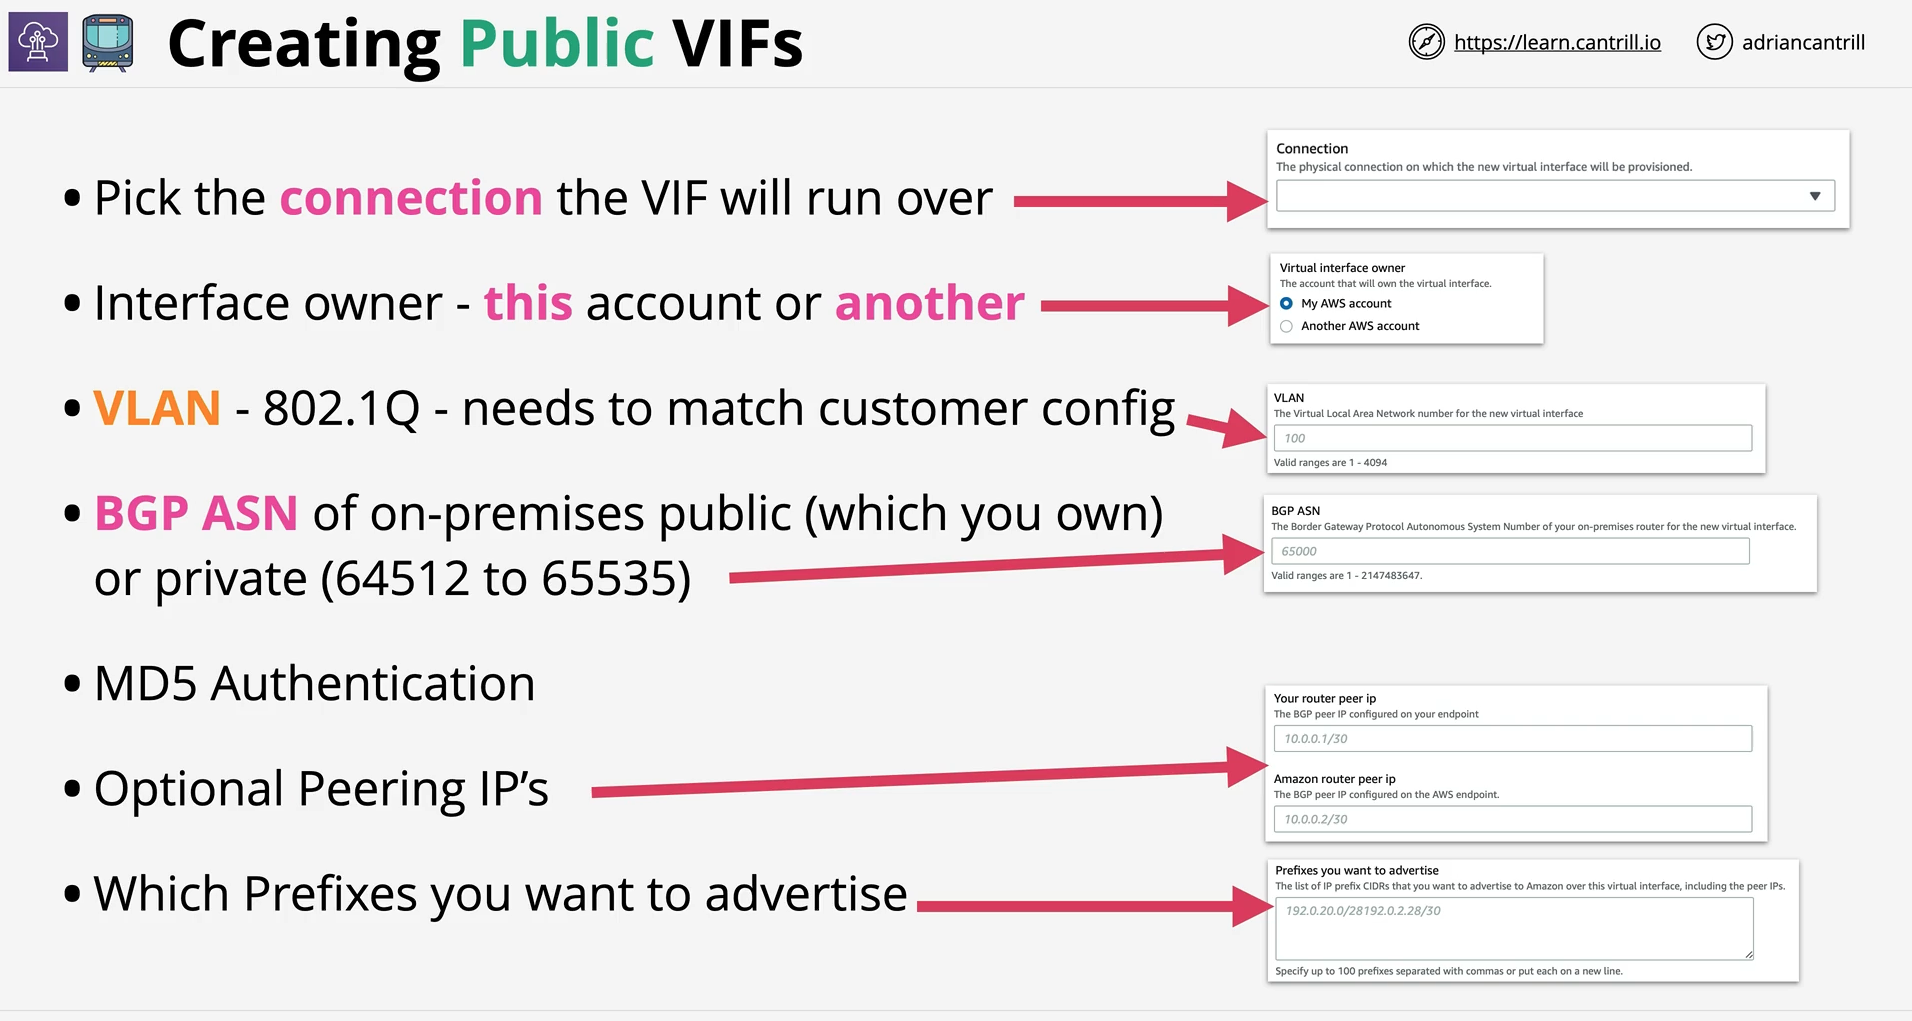 Creating Public VIFs
https://learn.cantrill.io
adriancantrill
• Pick the connection the VIF will run over
Connection
The physical connection on which the new virtual interface will be provisioned.
• Interface owner - this account or another
Virtual interface owner
The account that will own the virtual interface.
My AWS account
Another AWS account
• VLAN - 802.1Q - needs to match customer config
VLAN
The Virtual Local Area Network number for the new virtual interface
100
Valid ranges are 1 - 4094
• BGP ASN of on-premises public (which you own)
or private (64512 to 65535)
BGP ASN
The Border Gateway Protocol Autonomous System Number of your on-premises router for the new virtual interface.
65000
Valid ranges are 1 - 2147483647.
• MD5 Authentication
• Optional Peering IP’s
Your router peer ip
The BGP peer IP configured on your endpoint
10.0.0.1/30
Amazon router peer ip
The BGP peer IP configured on the AWS endpoint.
10.0.0.2/30
• Which Prefixes you want to advertise
Prefixes you want to advertise
The list of IP prefix CIDRs that you want to advertise to Amazon over this virtual interface, including the peer IPs.
192.0.20.0/28192.0.2.28/30
Specify up to 100 prefixes separated with commas or put each on a new line.